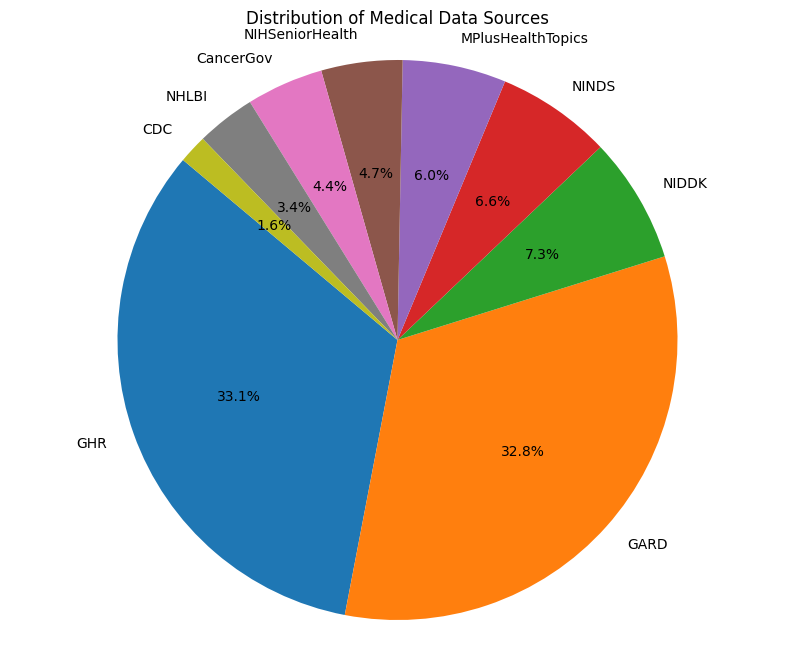 Distribution of Medical Data Sources
NIHSeniorHealth
MPlusHealthTopics
CancerGov
NINDS
NHLBI
CDC
NIDDK
4.7%
6.0%
4.4%
6.6%
3.4%
1.6%
7.3%
33.1%
GHR
32.8%
GARD